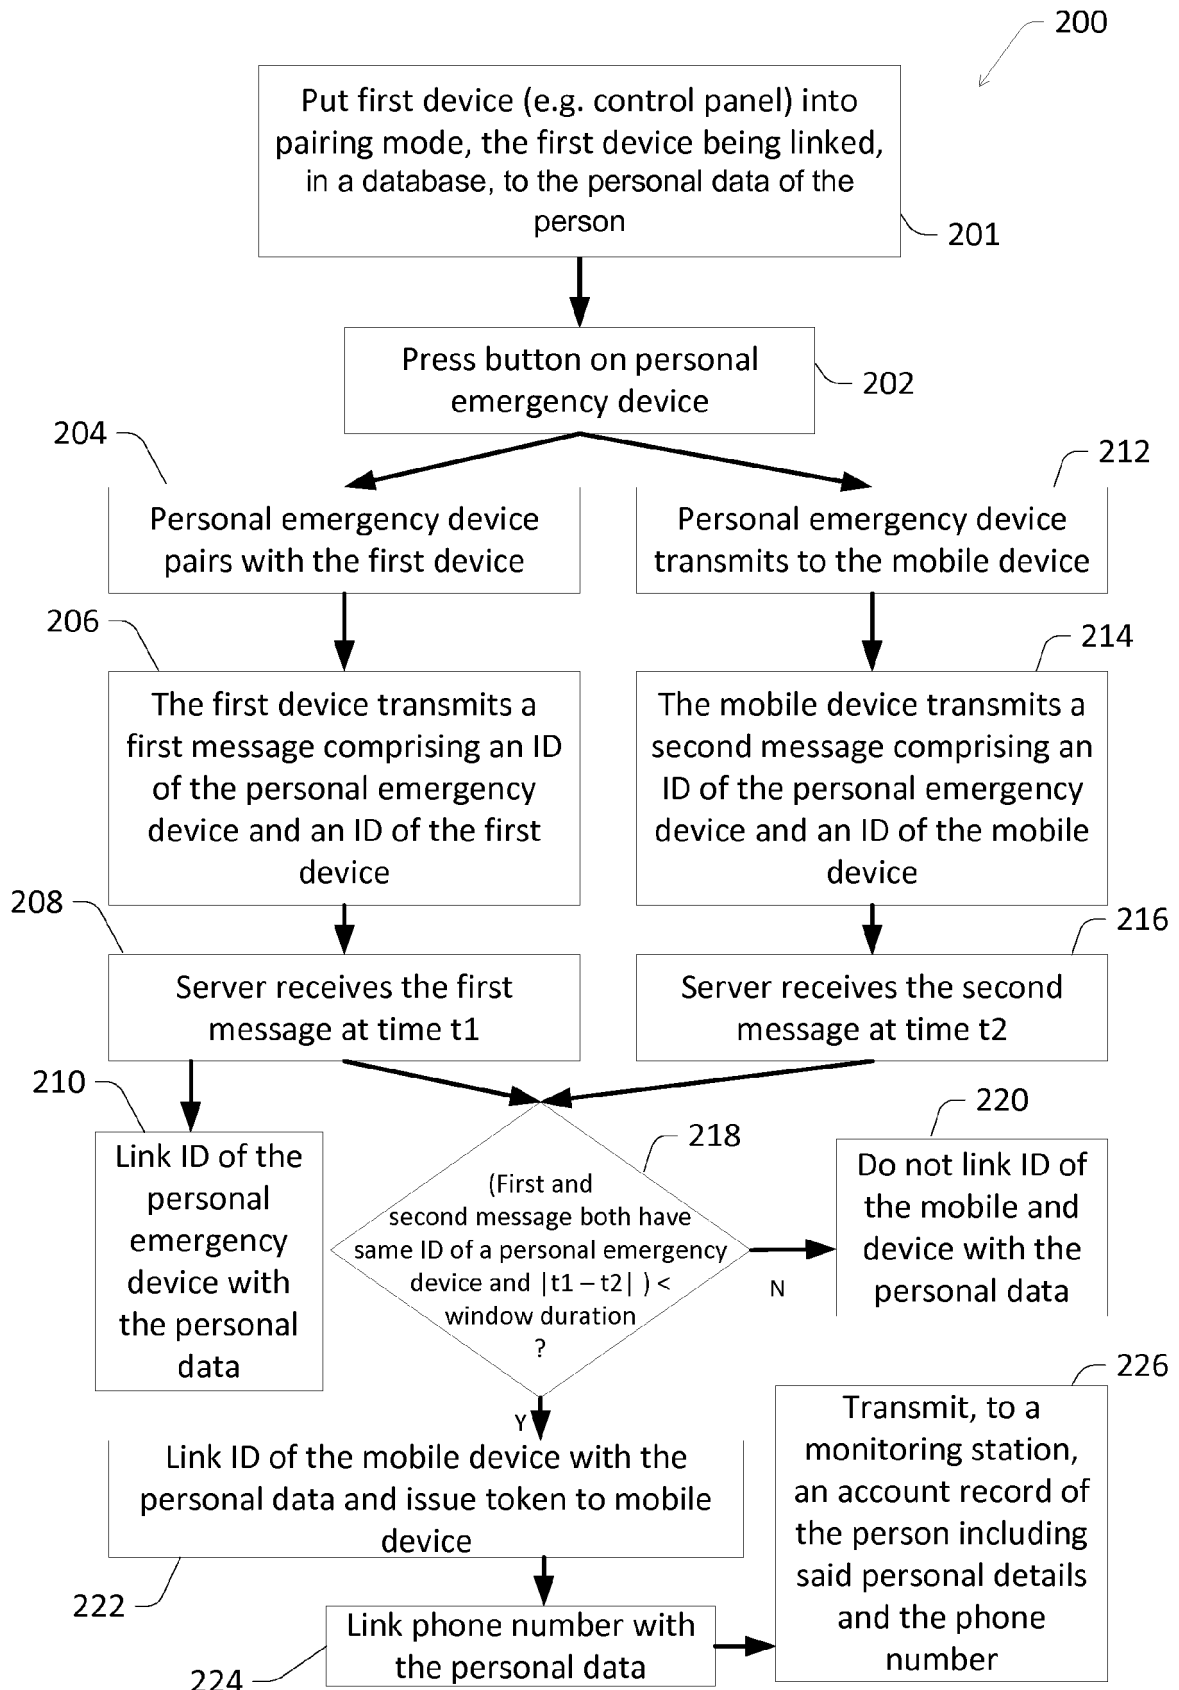 200
Put first device (e.g. control panel) into
pairing mode, the first device being linked,
in a database, to the personal data of the
person
201
Press button on personal
emergency device
202
204
Personal emergency device
pairs with the first device
212
Personal emergency device
transmits to the mobile device
206
The first device transmits a
first message comprising an ID
of the personal emergency
device and an ID of the first
device
214
The mobile device transmits a
second message comprising an
ID of the personal emergency
device and an ID of the mobile
device
208
Server receives the first
message at time t1
216
Server receives the second
message at time t2
210
Link ID of the
personal
emergency
device with
the personal
data
218
(First and
second message both have
same ID of a personal emergency
device and |t1 – t2| ) <
window duration
?
N
220
Do not link ID of
the mobile and
device with the
personal data
Y
Link ID of the mobile device with the
personal data and issue token to mobile
device
222
Link phone number with
the personal data
224
226
Transmit, to a
monitoring station,
an account record of
the person including
said personal details
and the phone
number